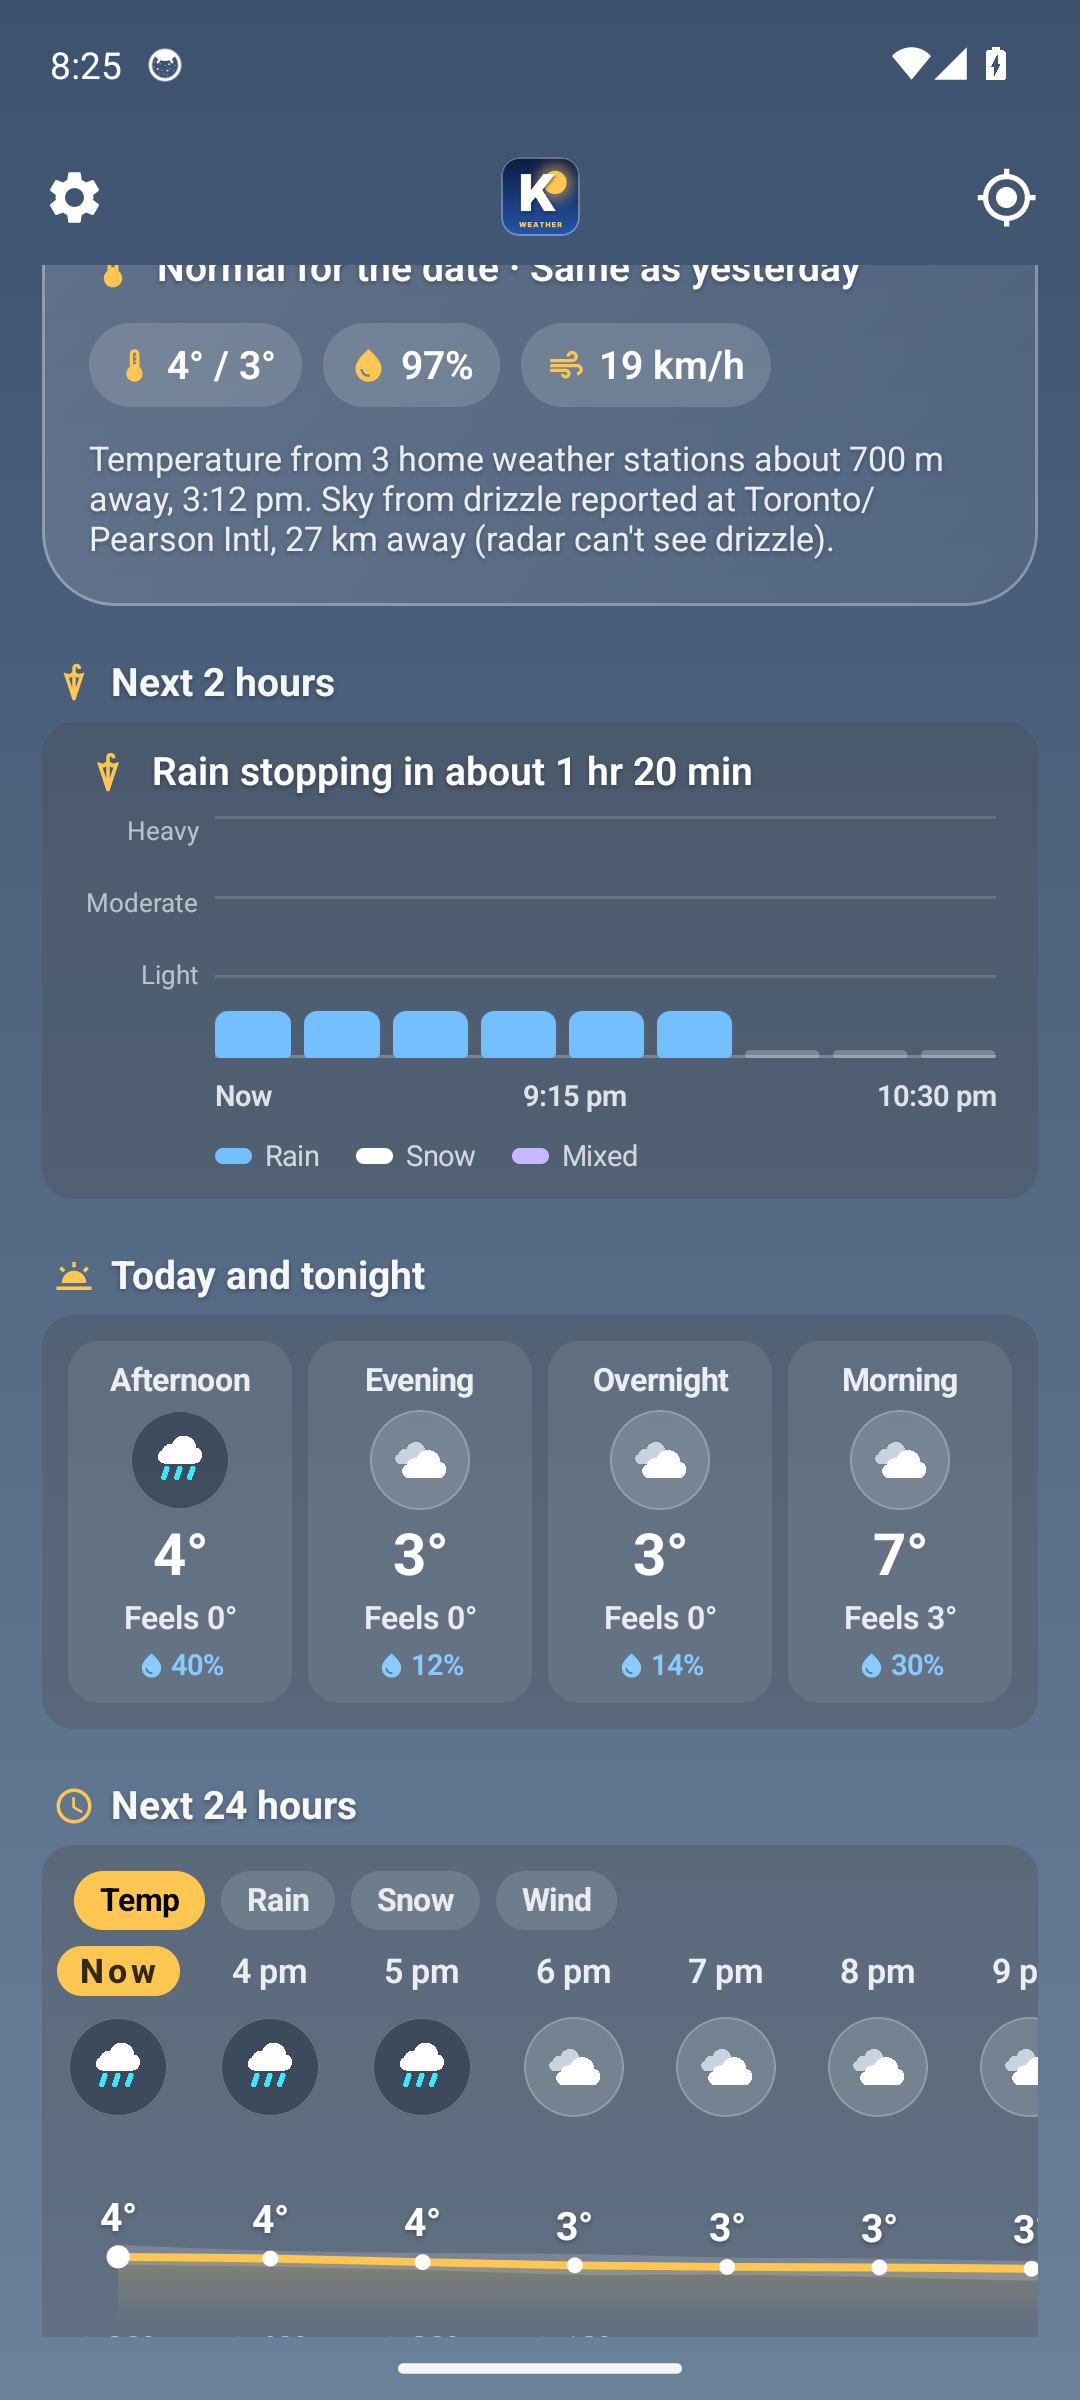 8:25
K
WEATHER
Normal for the date · Same as yesterday
4° / 3° 97% 19 km/h
Temperature from 3 home weather stations about 700 m
away, 3:12 pm. Sky from drizzle reported at Toronto/
Pearson Intl, 27 km away (radar can't see drizzle).
Next 2 hours
Rain stopping in about 1 hr 20 min
Heavy
Moderate
Light
Now 9:15 pm 10:30 pm
Rain Snow Mixed
Today and tonight
Afternoon Evening Overnight Morning
4° 3° 3° 7°
Feels 0° Feels 0° Feels 0° Feels 3°
40% 12% 14% 30%
Next 24 hours
Temp Rain Snow Wind
Now 4 pm 5 pm 6 pm 7 pm 8 pm 9 p
4° 4° 4° 3° 3° 3° 3°